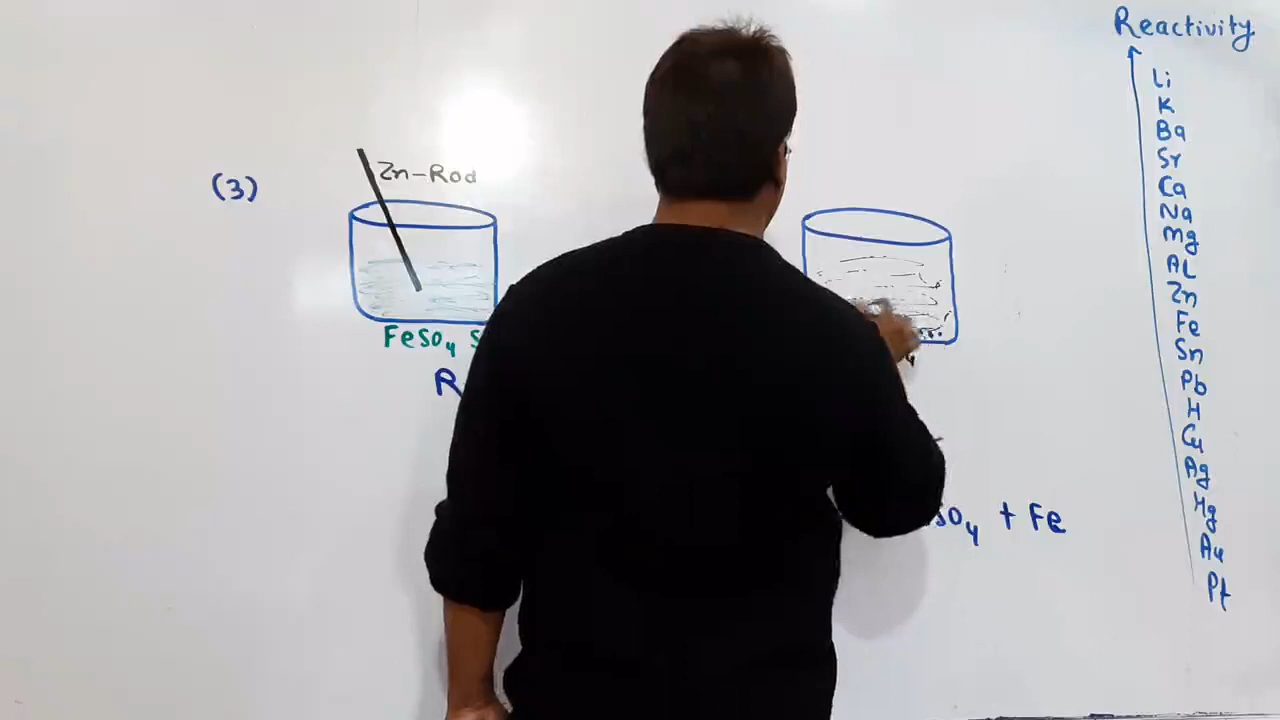 Reactivity
Li
K
Ba
Sr
Ca
Na
Mg
AL
Zn
Fe
Sn
Pb
H
Cu
Ag
Hg
Au
Pt
(3)
Zn-Rod
FeSO4 S
R
SO4 + Fe